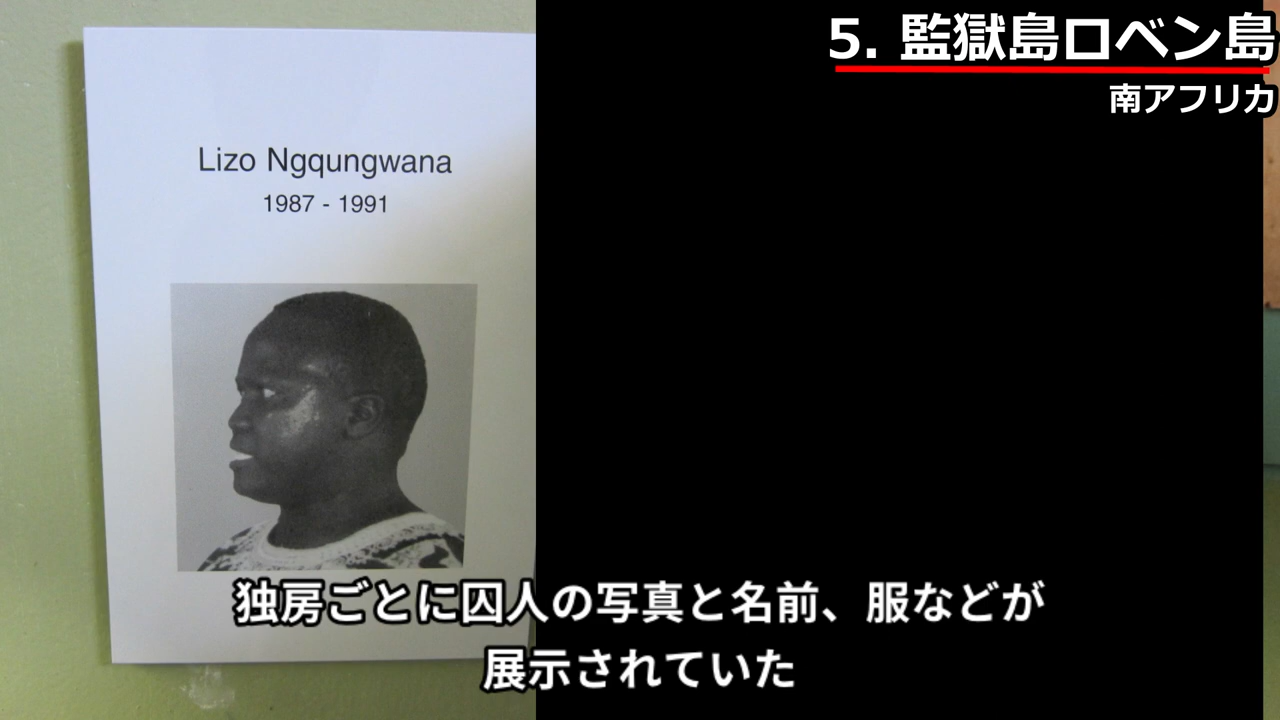 5. 監獄島ロベン島
南アフリカ
Lizo Ngqungwana
1987 - 1991
独房ごとに囚人の写真と名前、服などが
展示されていた